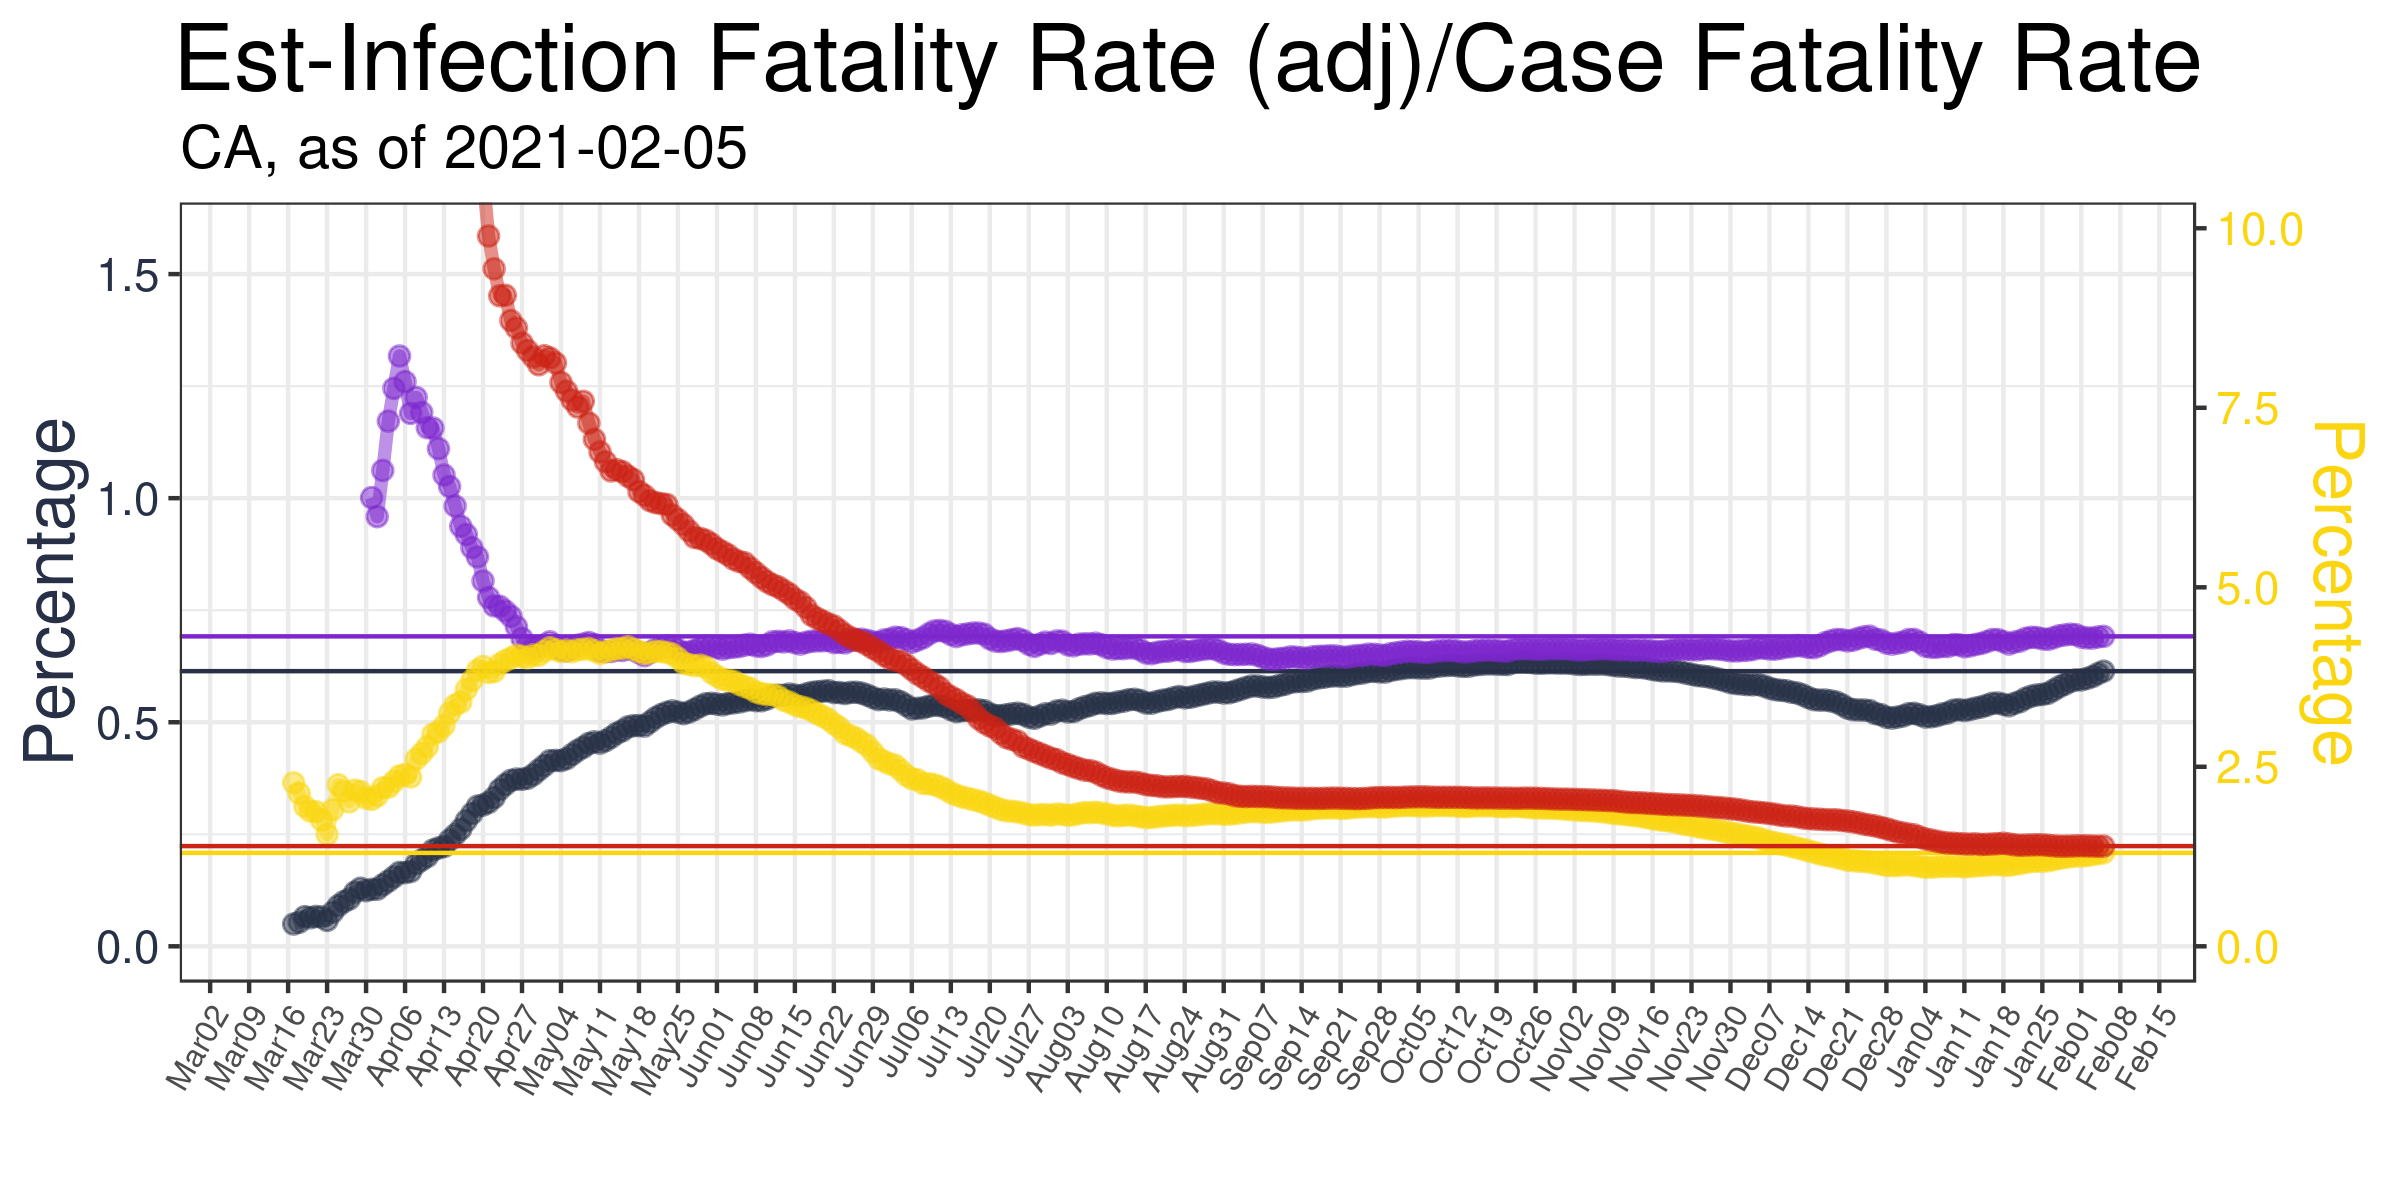 Est-Infection Fatality Rate (adj)/Case Fatality Rate
CA, as of 2021-02-05
Percentage
1.5
1.0
0.5
0.0
10.0
7.5
5.0
2.5
0.0
Percentage
Mar02
Mar09
Mar16
Mar23
Mar30
Apr06
Apr13
Apr20
Apr27
May04
May11
May18
May25
Jun01
Jun08
Jun15
Jun22
Jun29
Jul06
Jul13
Jul20
Jul27
Aug03
Aug10
Aug17
Aug24
Aug31
Sep07
Sep14
Sep21
Sep28
Oct05
Oct12
Oct19
Oct26
Nov02
Nov09
Nov16
Nov23
Nov30
Dec07
Dec14
Dec21
Dec28
Jan04
Jan11
Jan18
Jan25
Feb01
Feb08
Feb15